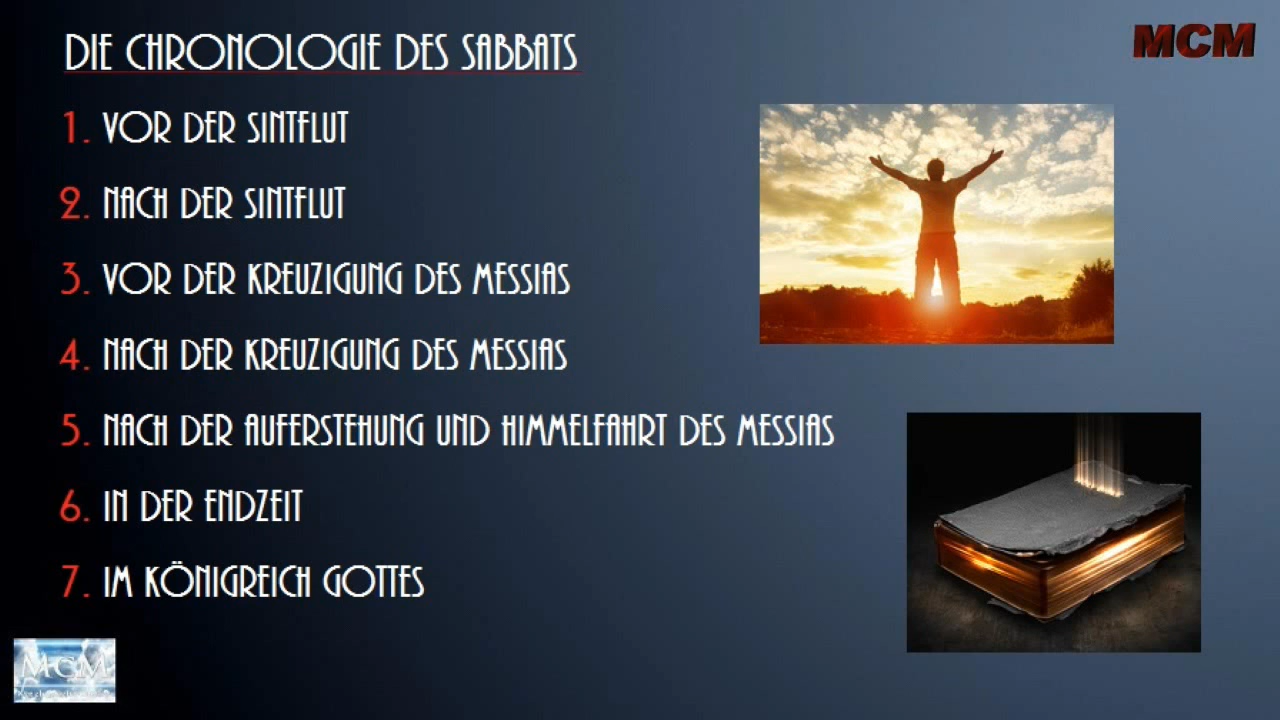 DIE CHRONOLOGIE DES SABBATS
MCM
1. VOR DER SINTFLUT
2. NACH DER SINTFLUT
3. VOR DER KREUZIGUNG DES MESSIAS
4. NACH DER KREUZIGUNG DES MESSIAS
5. NACH DER AUFERSTEHUNG UND HIMMELFAHRT DES MESSIAS
6. IN DER ENDZEIT
7. IM KÖNIGREICH GOTTES
MCM